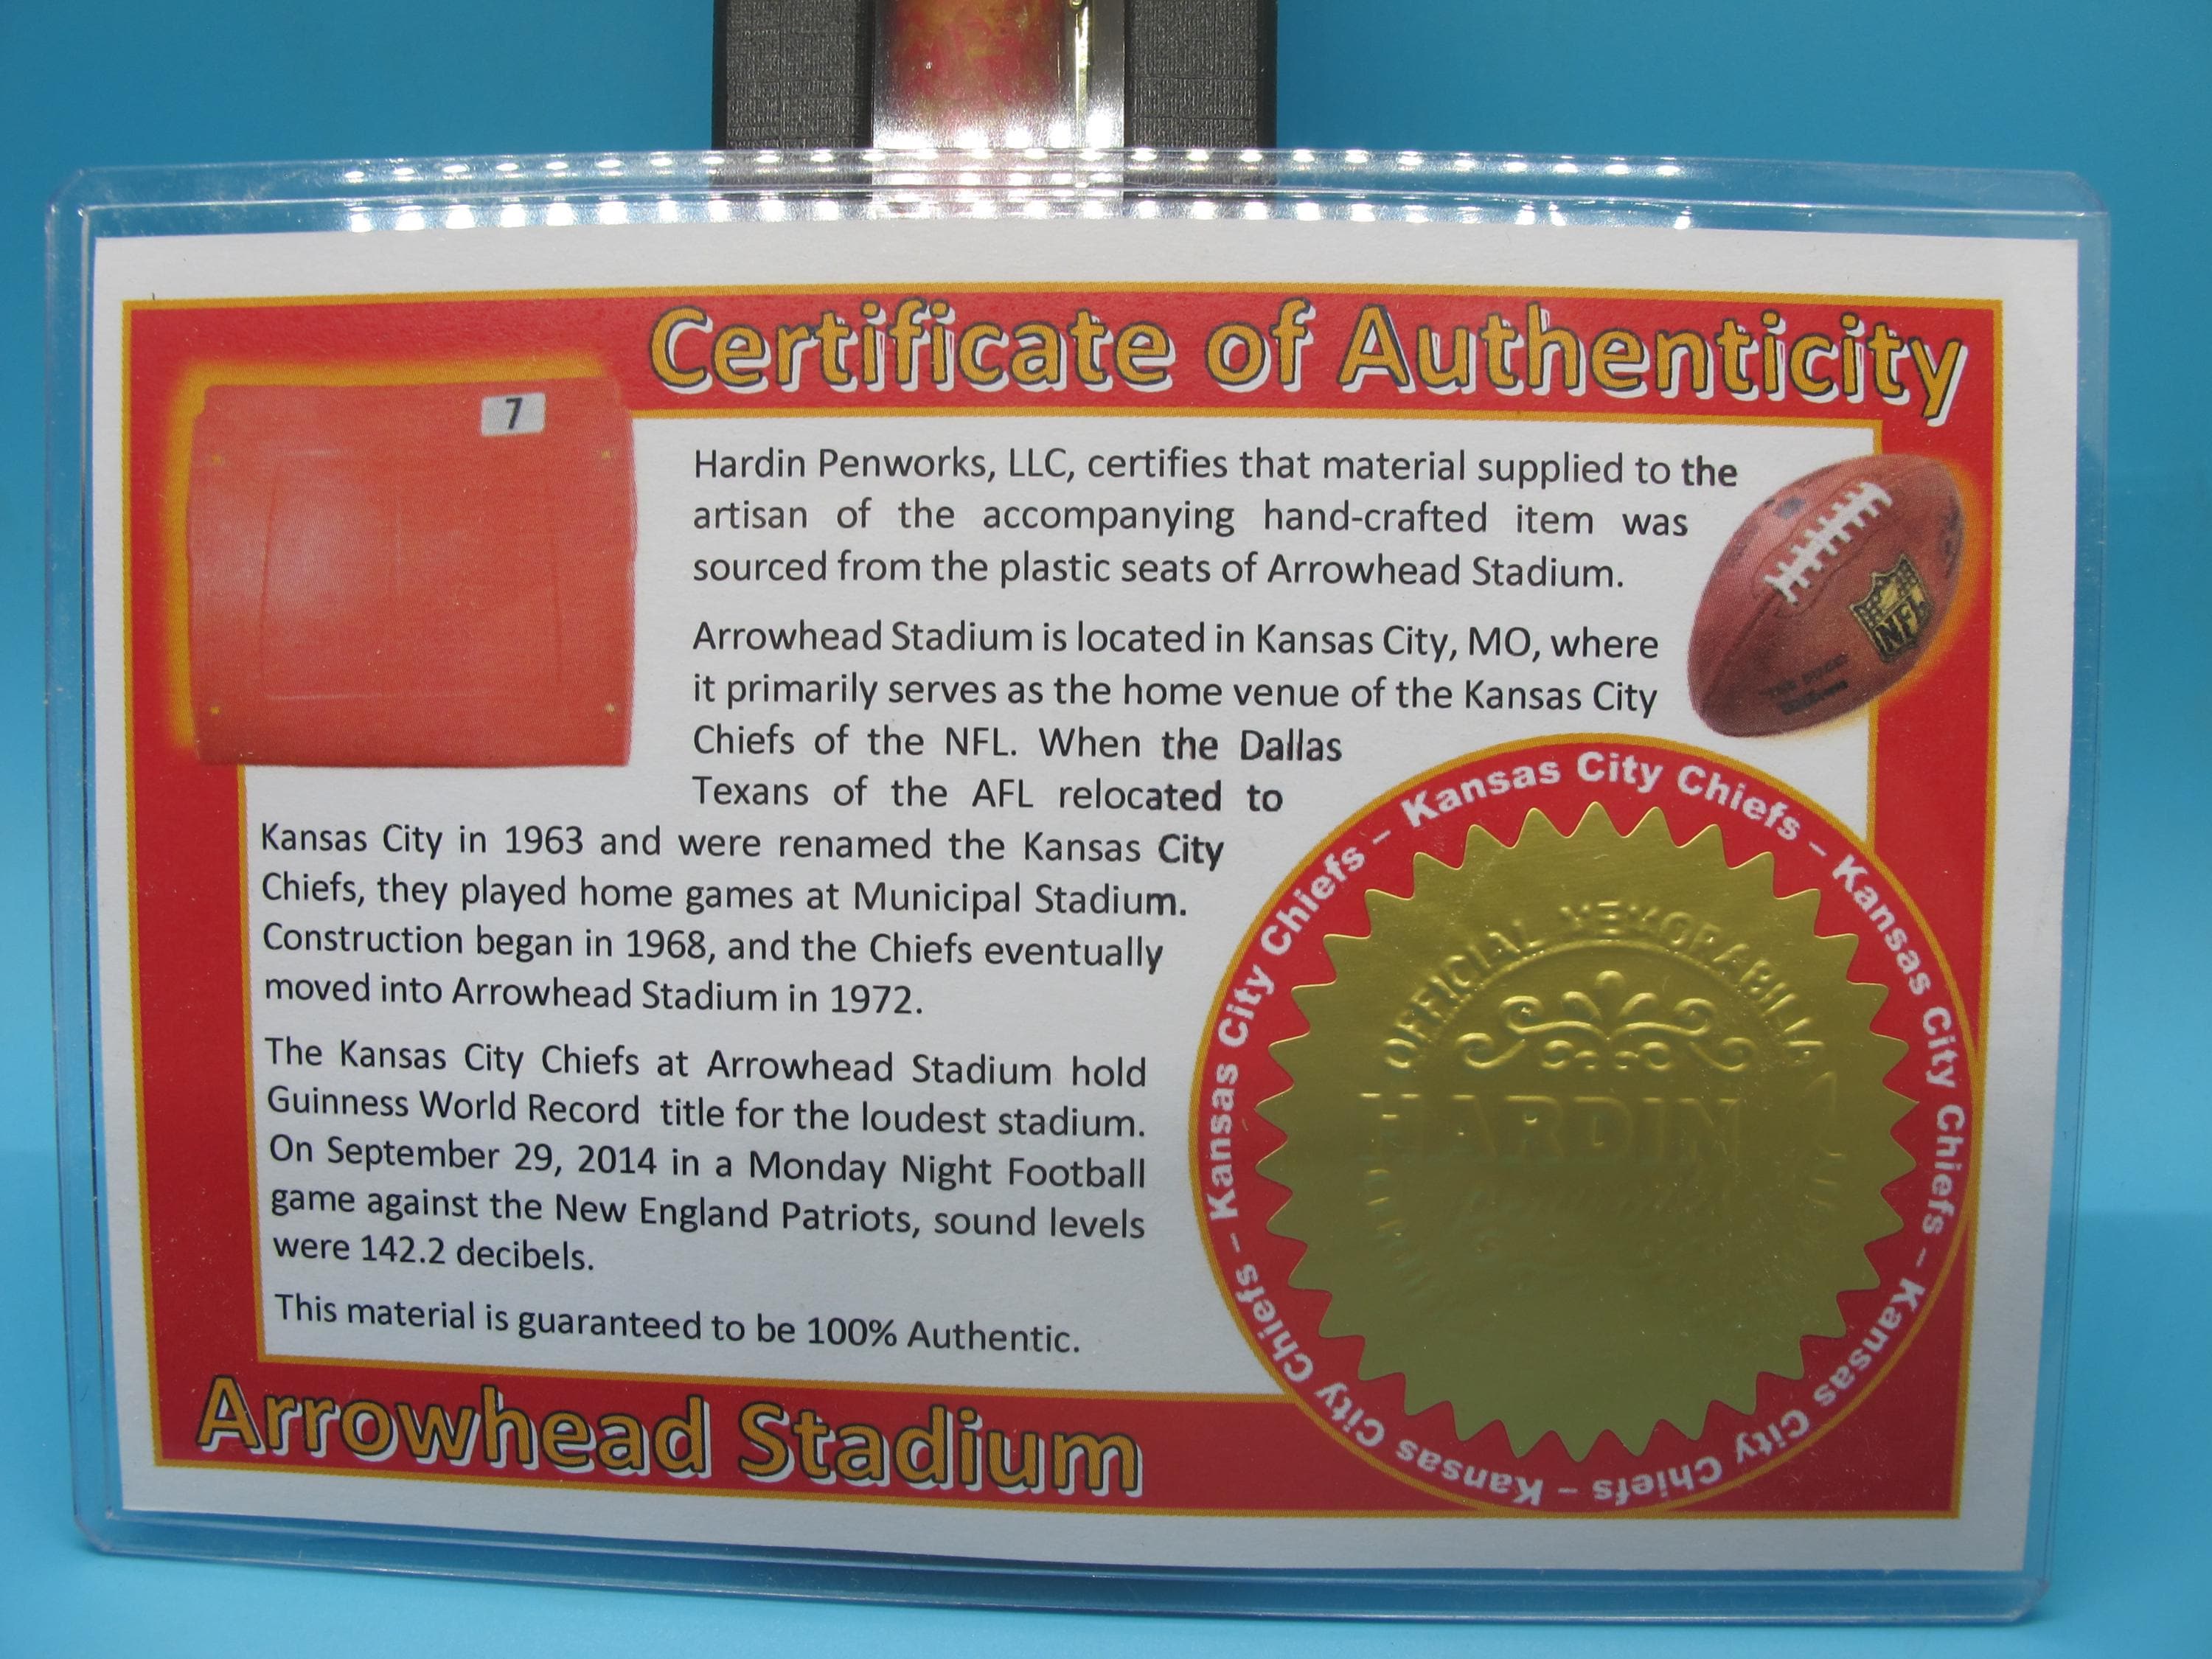 Certificate of Authenticity
7
Hardin Penworks, LLC, certifies that material supplied to the
artisan of the accompanying hand-crafted item was
sourced from the plastic seats of Arrowhead Stadium.
Arrowhead Stadium is located in Kansas City, MO, where
it primarily serves as the home venue of the Kansas City
Chiefs of the NFL. When the Dallas
Texans of the AFL relocated to
Kansas City in 1963 and were renamed the Kansas City
Chiefs, they played home games at Municipal Stadium.
Construction began in 1968, and the Chiefs eventually
moved into Arrowhead Stadium in 1972.
The Kansas City Chiefs at Arrowhead Stadium hold
Guinness World Record title for the loudest stadium.
On September 29, 2014 in a Monday Night Football
game against the New England Patriots, sound levels
were 142.2 decibels.
This material is guaranteed to be 100% Authentic.
NFL
Kansas City Chiefs – Kansas City Chiefs – Kansas City Chiefs – Kansas City Chiefs – Kansas City Chiefs – Kansas City Chiefs –
OFFICIAL MEMORABILIA
HARDIN
Penworks
Arrowhead Stadium